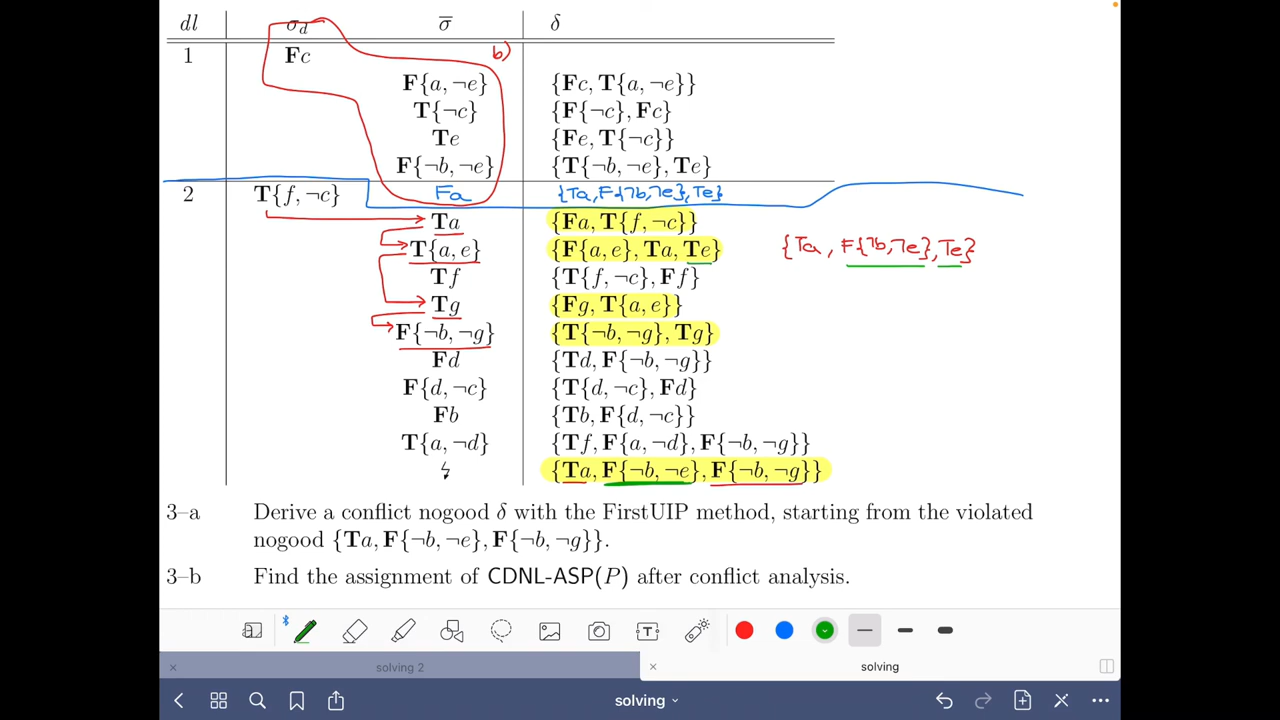 dl σd σ̄ δ
b)
1 Fc
F{a, ¬e} {Fc, T{a, ¬e}}
T{¬c} {F{¬c}, Fc}
Te {Fe, T{¬c}}
F{¬b, ¬e} {T{¬b, ¬e}, Te}
2 T{f, ¬c} Fa {Ta, F{¬b, ¬e}, Te}
Ta {Fa, T{f, ¬c}}
T{a, e} {F{a, e}, Ta, Te} {Ta, F{¬b, ¬e}, Te}
Tf {T{f, ¬c}, Ff}
Tg {Fg, T{a, e}}
F{¬b, ¬g} {T{¬b, ¬g}, Tg}
Fd {Td, F{¬b, ¬g}}
F{d, ¬c} {T{d, ¬c}, Fd}
Fb {Tb, F{d, ¬c}}
T{a, ¬d} {Tf, F{a, ¬d}, F{¬b, ¬g}}
↯ {Ta, F{¬b, ¬e}, F{¬b, ¬g}}
3–a Derive a conflict nogood δ with the FirstUIP method, starting from the violated
nogood {Ta, F{¬b, ¬e}, F{¬b, ¬g}}.
3–b Find the assignment of CDNL-ASP(P) after conflict analysis.
solving 2
solving
solving